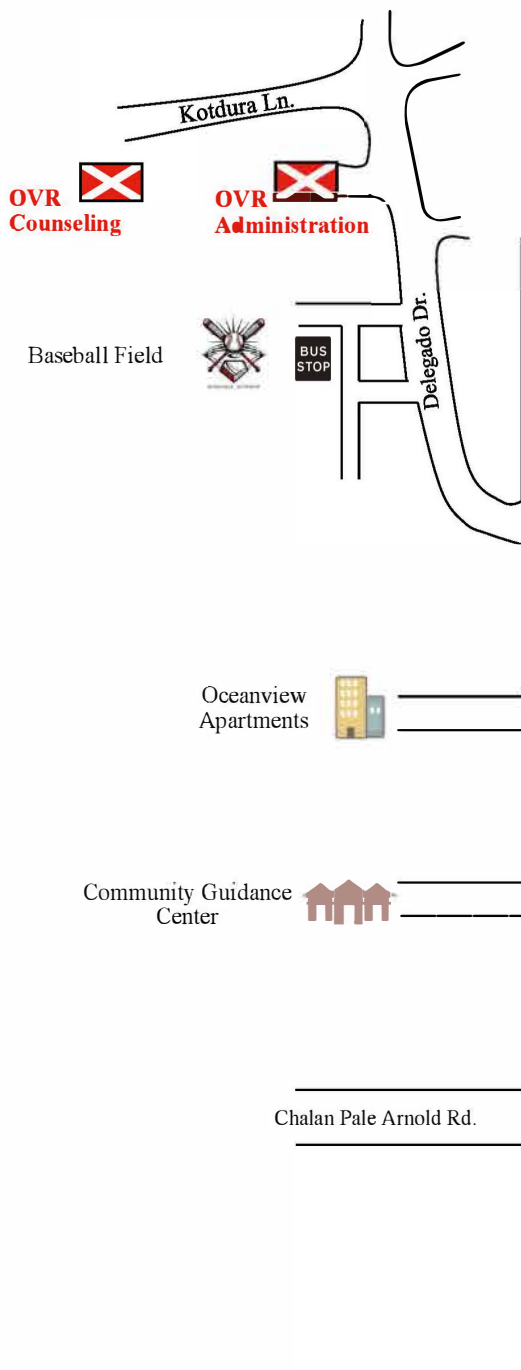 Kotdura Ln.
OVR
Counseling
OVR
Administration
Baseball Field
BUS
STOP
Delegado Dr.
Oceanview
Apartments
Community Guidance
Center
Chalan Pale Arnold Rd.